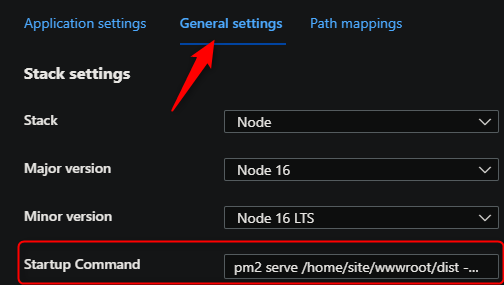 Application settings General settings Path mappings
Stack settings
Stack Node
Major version Node 16
Minor version Node 16 LTS
Startup Command pm2 serve /home/site/wwwroot/dist -...